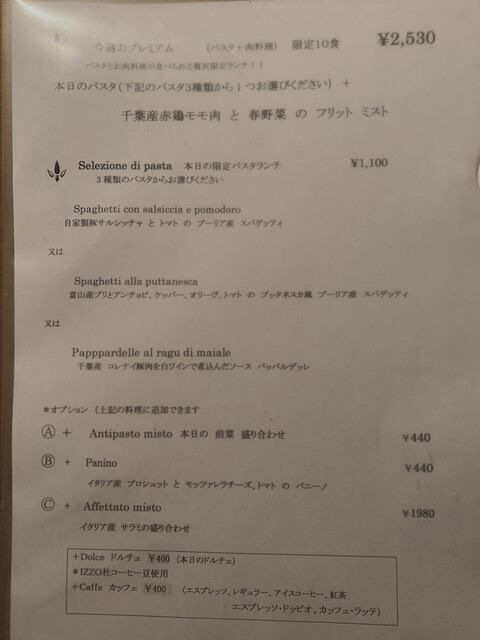 今週のプレミアム （パスタ＋肉料理） 限定10食 ¥2,530
パスタとお肉料理が食べられる贅沢限定ランチ！！
本日のパスタ(下記のパスタ3種類から１つお選びください） ＋
千葉産赤鶏モモ肉 と 春野菜 の フリット ミスト
Selezione di pasta 本日の限定パスタランチ ¥1,100
3種類のパスタからお選びください
Spaghetti con salsiccia e pomodoro
自家製豚サルシッチャ と トマト の プーリア産 スパゲッティ
又は
Spaghetti alla puttanesca
富山産ブリとアンチョビ、ケッパー、オリーヴ、トマト の プッタネスカ風 プーリア産 スパゲッティ
又は
Papppardelle al ragu di maiale
千葉産 コレナイ豚肉を白ワインで煮込んだソース パッパルデッレ
＊オプション （上記の料理に追加できます
Ⓐ ＋ Antipasto misto 本日の 前菜 盛り合わせ ¥440
Ⓑ ＋ Panino ¥440
イタリア産 プロシュット と モッツァレラチーズ、トマト の パニーノ
Ⓒ ＋ Affettato misto ¥1980
イタリア産 サラミの盛り合わせ
＋Dolce ドルチェ ¥400 （本日のドルチェ）
＊IZZO社コーヒー豆使用
＋Caffe カッフェ ¥400 （エスプレッソ、レギュラー、アイスコーヒー、紅茶
エスプレッソ・ドッピオ、カッフェ・ラッテ）